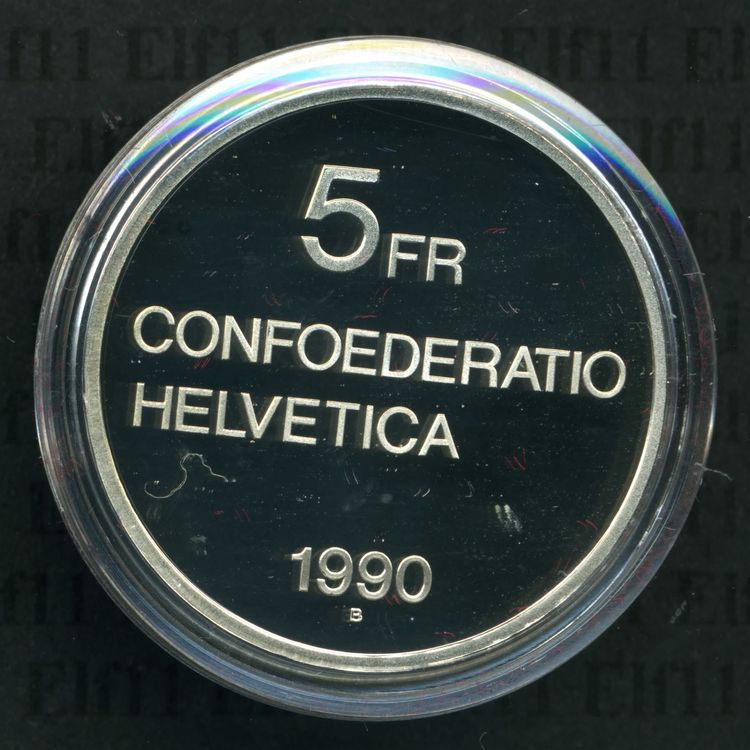 5 FR
CONFOEDERATIO
HELVETICA
1990
B